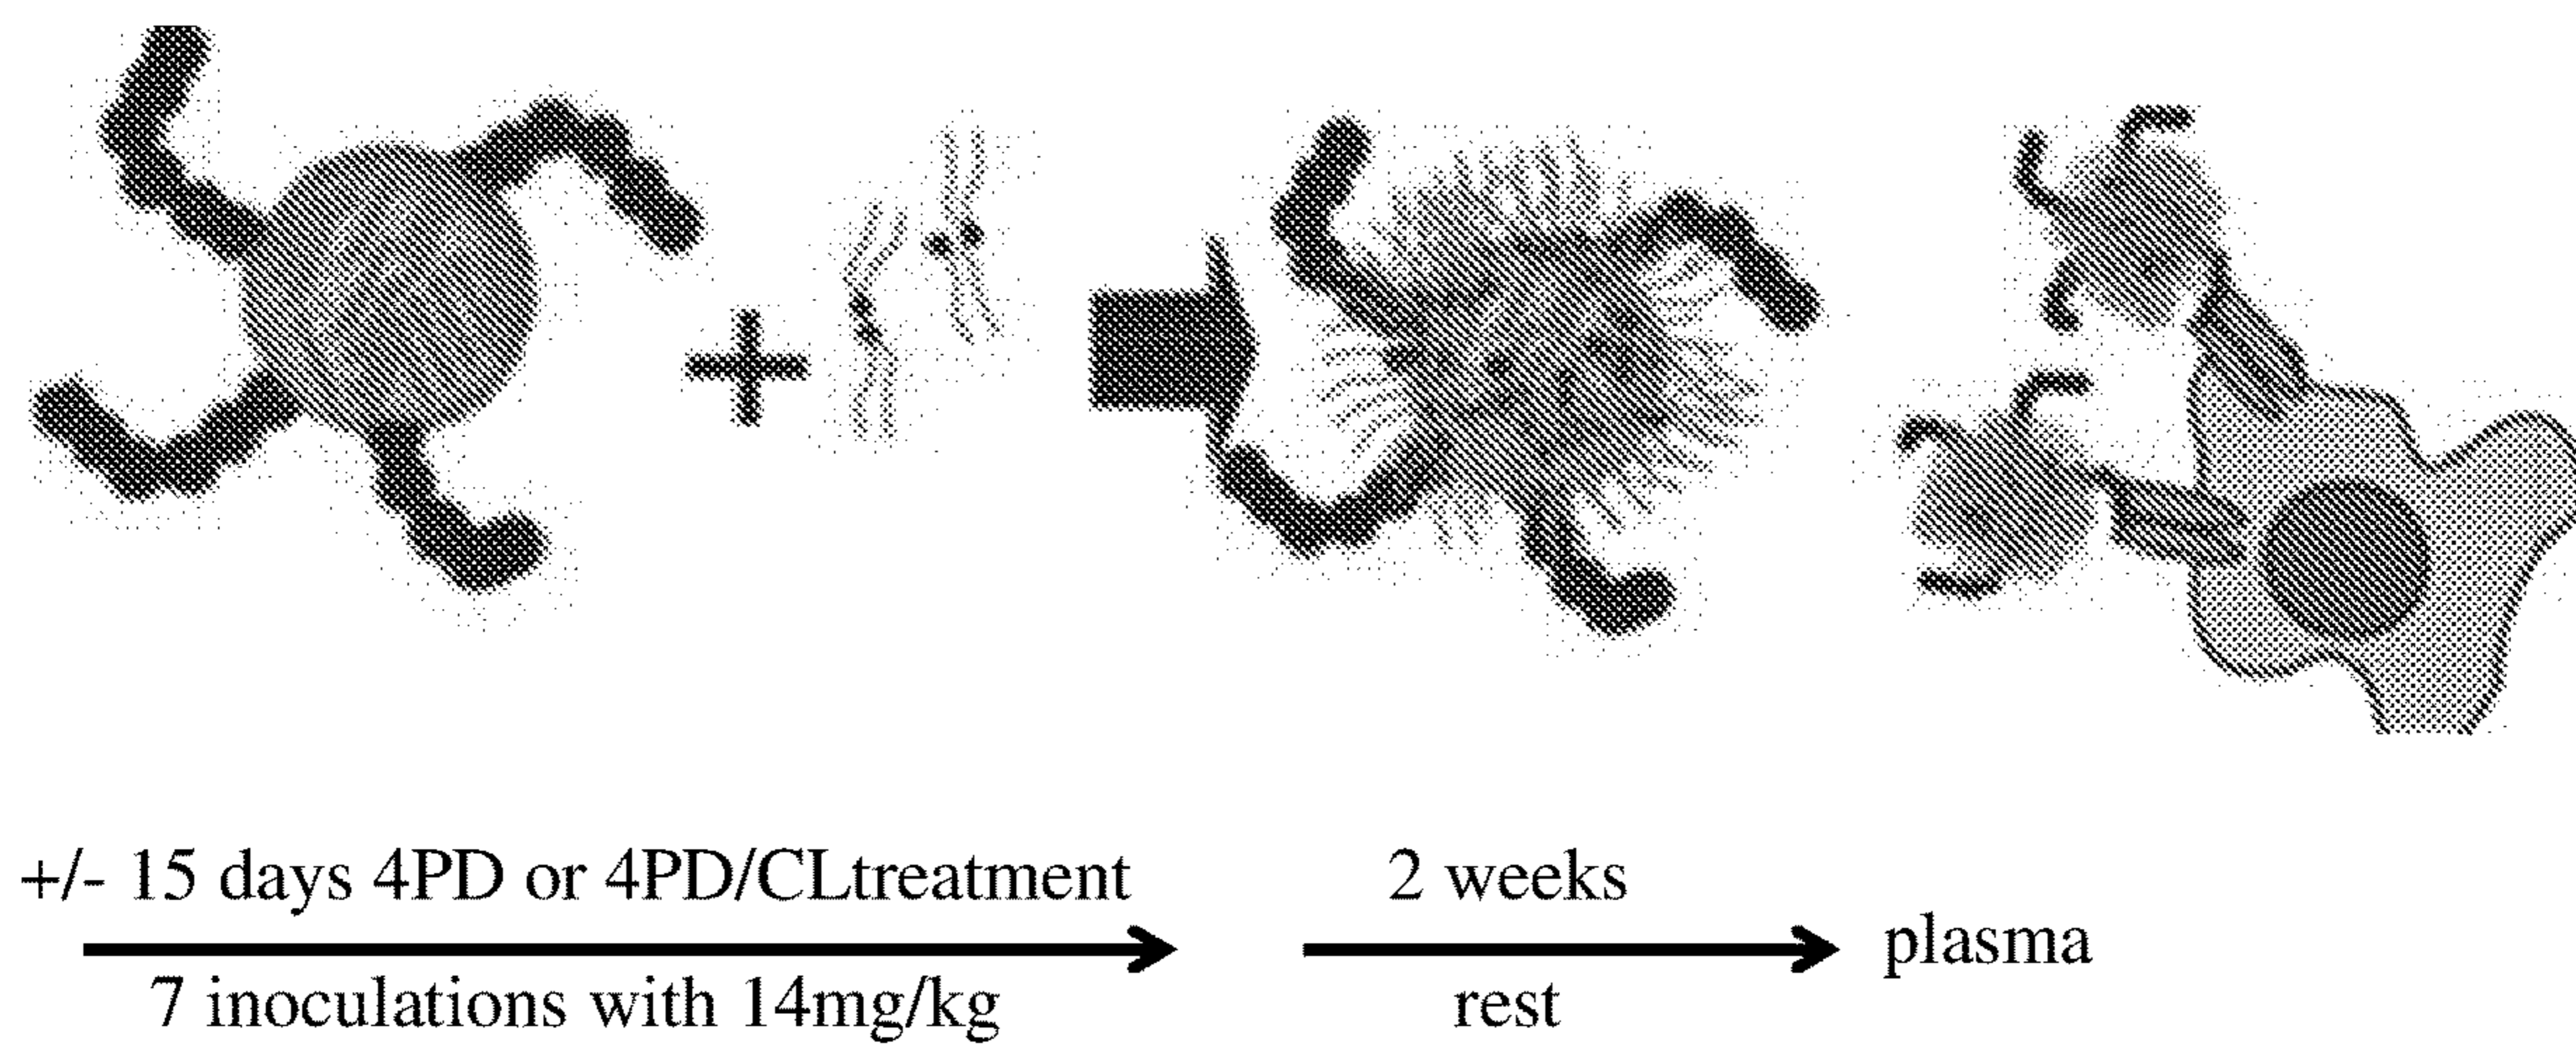 +/- 15 days 4PD or 4PD/CLtreatment
7 inoculations with 14mg/kg
2 weeks
rest
plasma